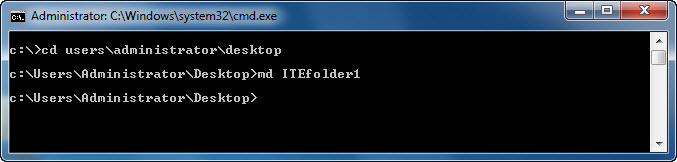 Administrator: C:\Windows\system32\cmd.exe
c:\>cd users\administrator\desktop
c:\Users\Administrator\Desktop>md ITEfolder1
c:\Users\Administrator\Desktop>